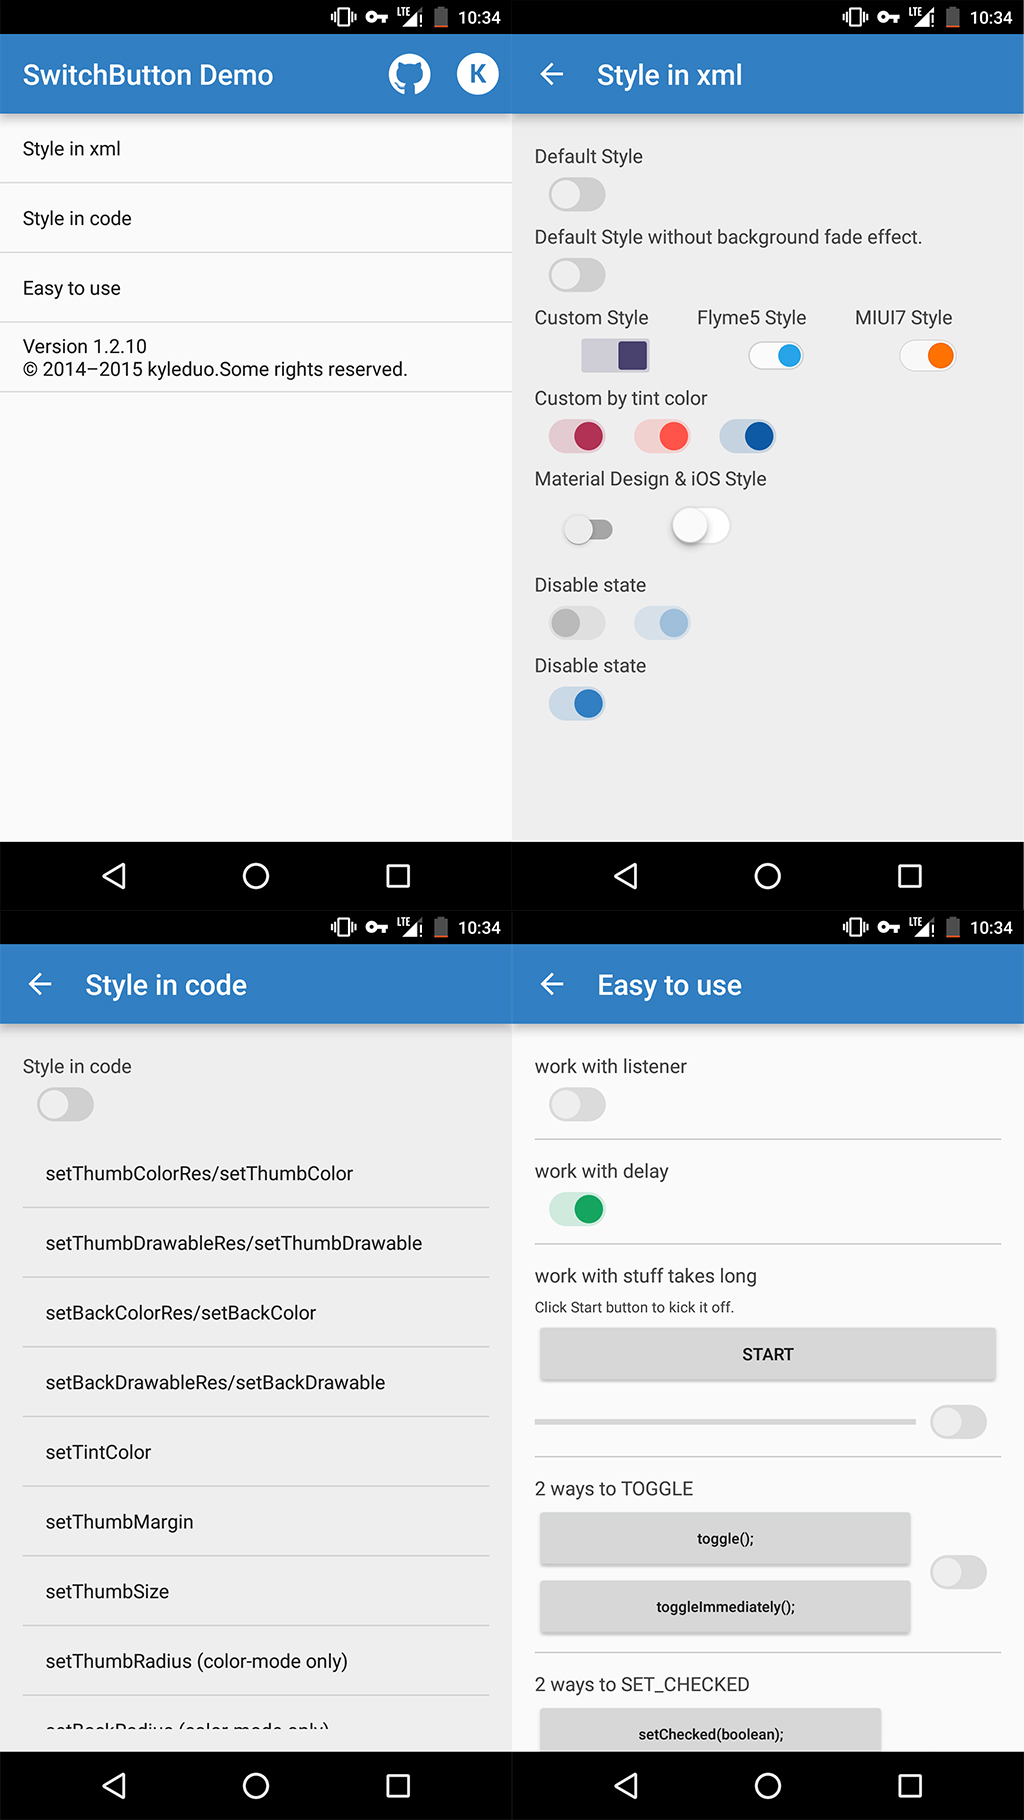 LTE 10:34
SwitchButton Demo K
Style in xml
Style in code
Easy to use
Version 1.2.10
© 2014–2015 kyleduo.Some rights reserved.
LTE 10:34
Style in xml
Default Style
Default Style without background fade effect.
Custom Style Flyme5 Style MIUI7 Style
Custom by tint color
Material Design & iOS Style
Disable state
Disable state
LTE 10:34
Style in code
Style in code
setThumbColorRes/setThumbColor
setThumbDrawableRes/setThumbDrawable
setBackColorRes/setBackColor
setBackDrawableRes/setBackDrawable
setTintColor
setThumbMargin
setThumbSize
setThumbRadius (color-mode only)
setBackRadius (color-mode only)
LTE 10:34
Easy to use
work with listener
work with delay
work with stuff takes long
Click Start button to kick it off.
START
2 ways to TOGGLE
toggle();
toggleImmediately();
2 ways to SET_CHECKED
setChecked(boolean);